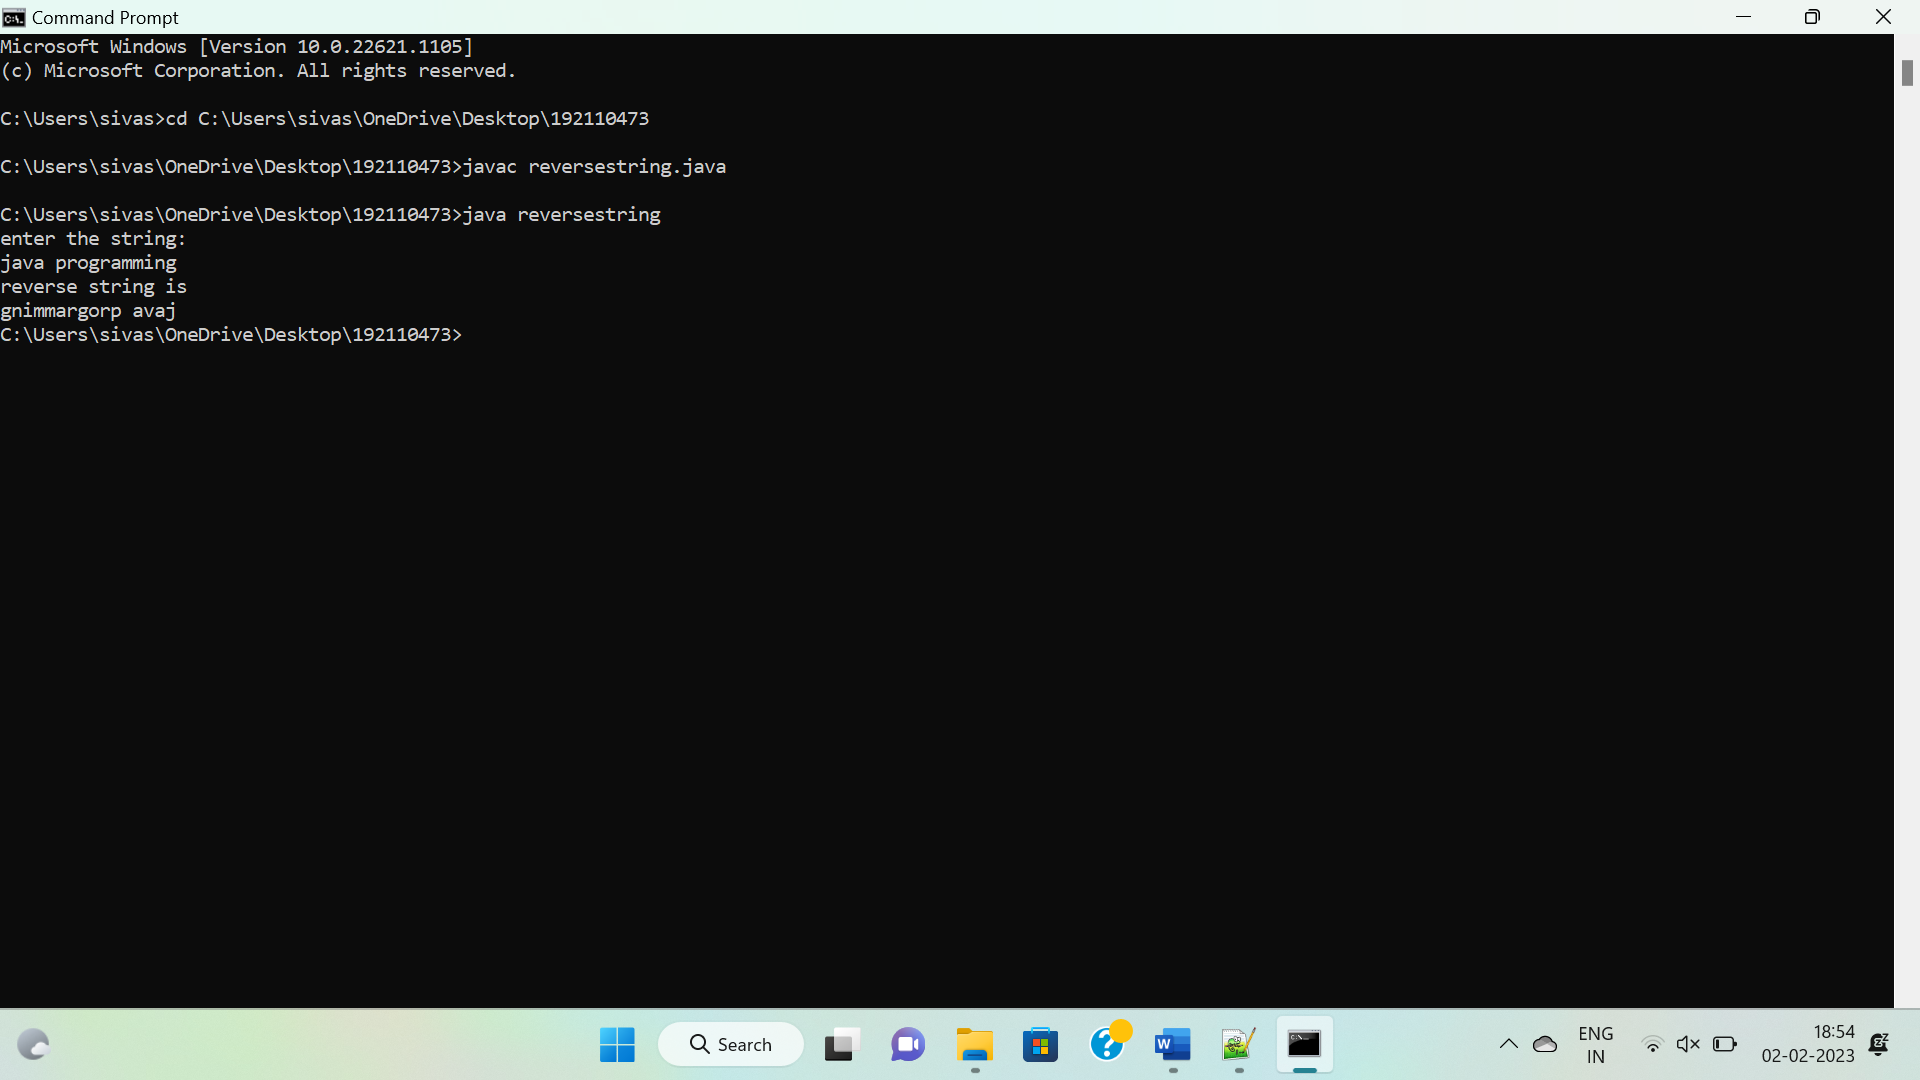 Command Prompt
Microsoft Windows [Version 10.0.22621.1105]
(c) Microsoft Corporation. All rights reserved.
C:\Users\sivas>cd C:\Users\sivas\OneDrive\Desktop\192110473
C:\Users\sivas\OneDrive\Desktop\192110473>javac reversestring.java
C:\Users\sivas\OneDrive\Desktop\192110473>java reversestring
enter the string:
java programming
reverse string is
gnimmargorp avaj
C:\Users\sivas\OneDrive\Desktop\192110473>
Search
ENG
IN
18:54
02-02-2023